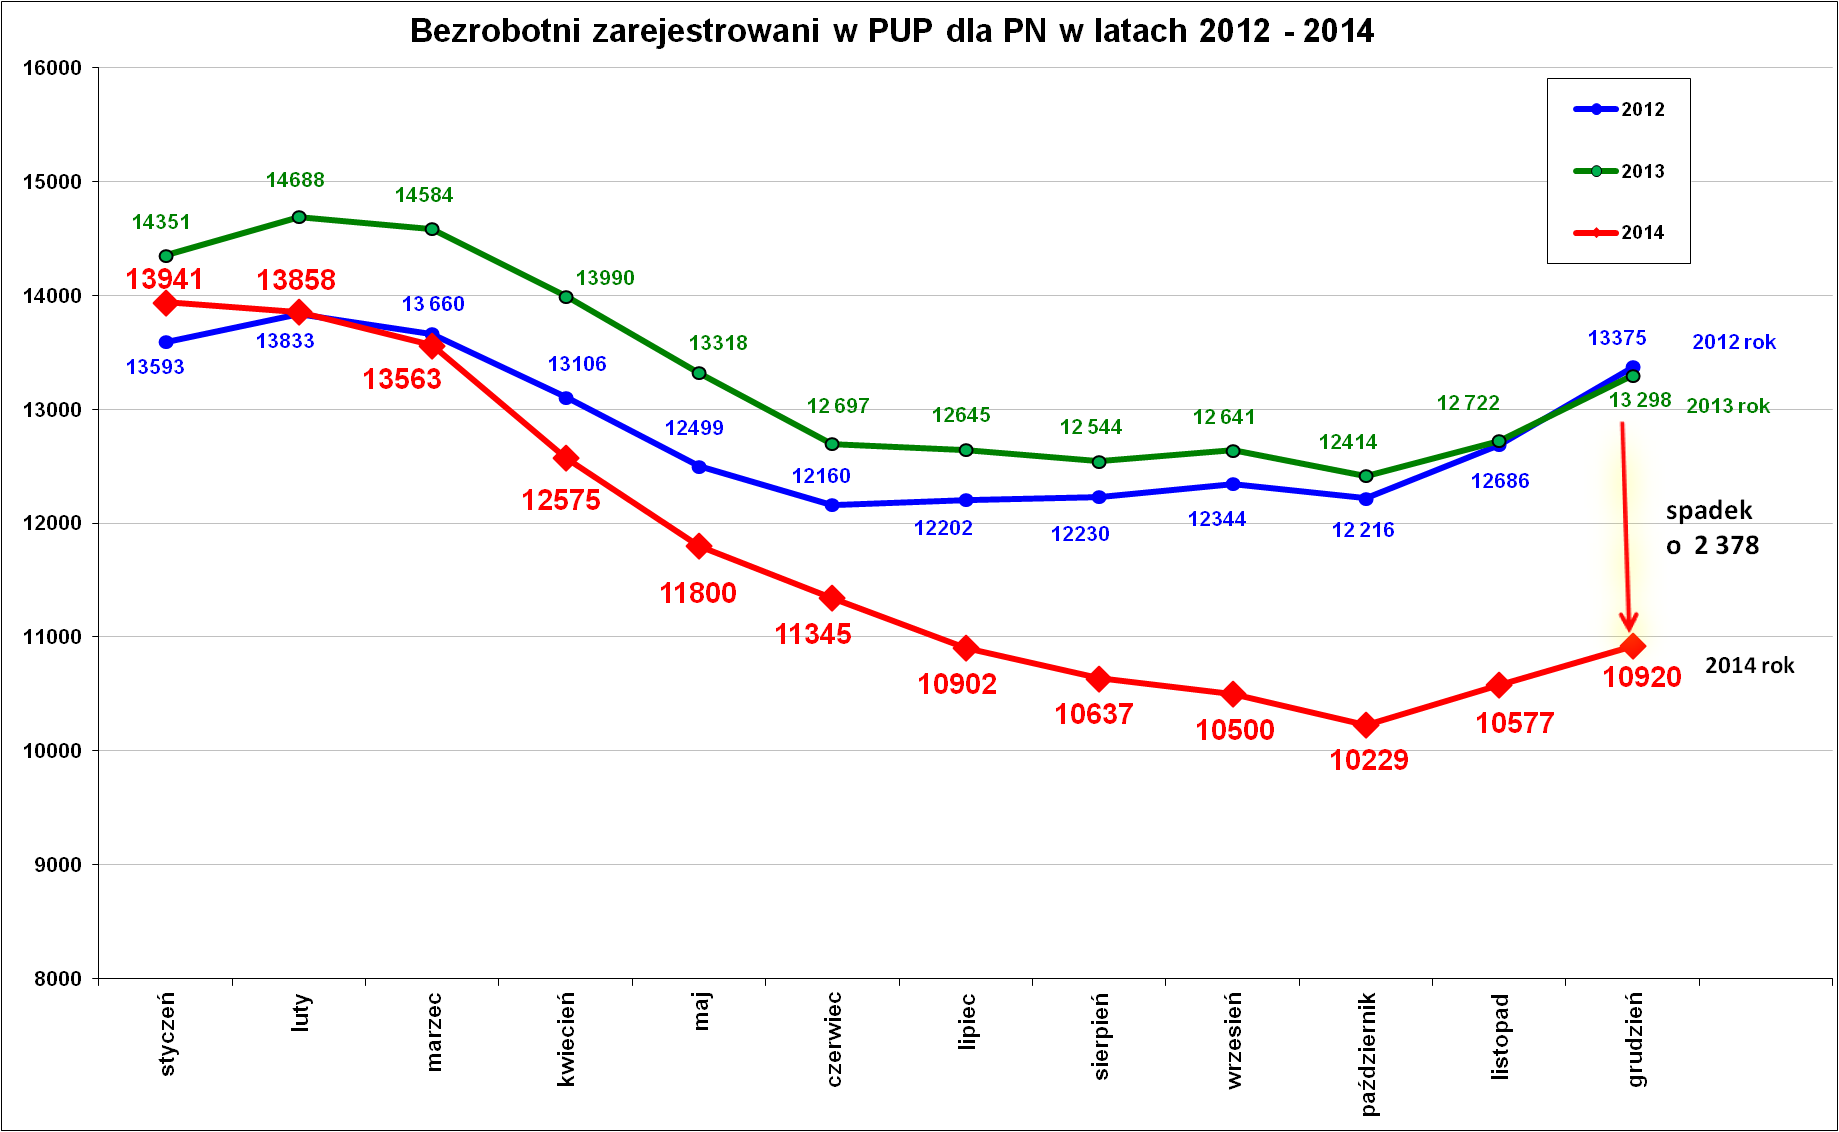 Bezrobotni zarejestrowani w PUP dla PN w latach 2012 - 2014
16000
15000
14000
13000
12000
11000
10000
9000
8000
2012
2013
2014
14351
14688
14584
13990
13318
12 697
12645
12 544
12 641
12414
12 722
13 298
13593
13833
13 660
13106
12499
12160
12202
12230
12344
12 216
12686
13375
13941
13858
13563
12575
11800
11345
10902
10637
10500
10229
10577
10920
2012 rok
2013 rok
spadek
o 2 378
2014 rok
styczeń
luty
marzec
kwiecień
maj
czerwiec
lipiec
sierpień
wrzesień
październik
listopad
grudzień